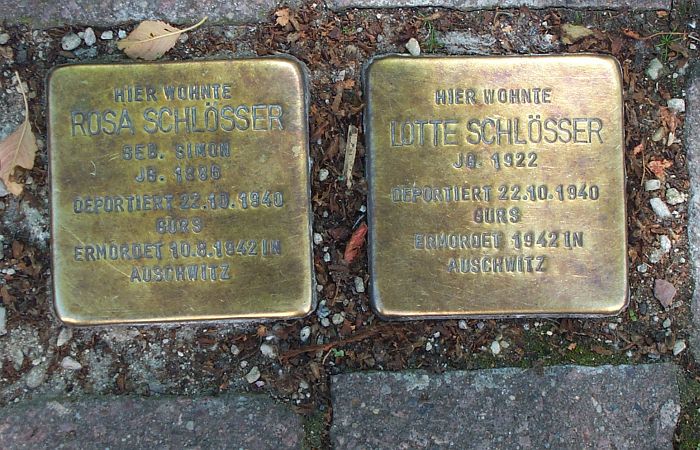 HIER WOHNTE
ROSA SCHLÖSSER
GEB. SIMON
JG. 1886
DEPORTIERT 22.10.1940
GURS
ERMORDET 10.8.1942 IN
AUSCHWITZ
HIER WOHNTE
LOTTE SCHLÖSSER
JG. 1922
DEPORTIERT 22.10.1940
GURS
ERMORDET 1942 IN
AUSCHWITZ